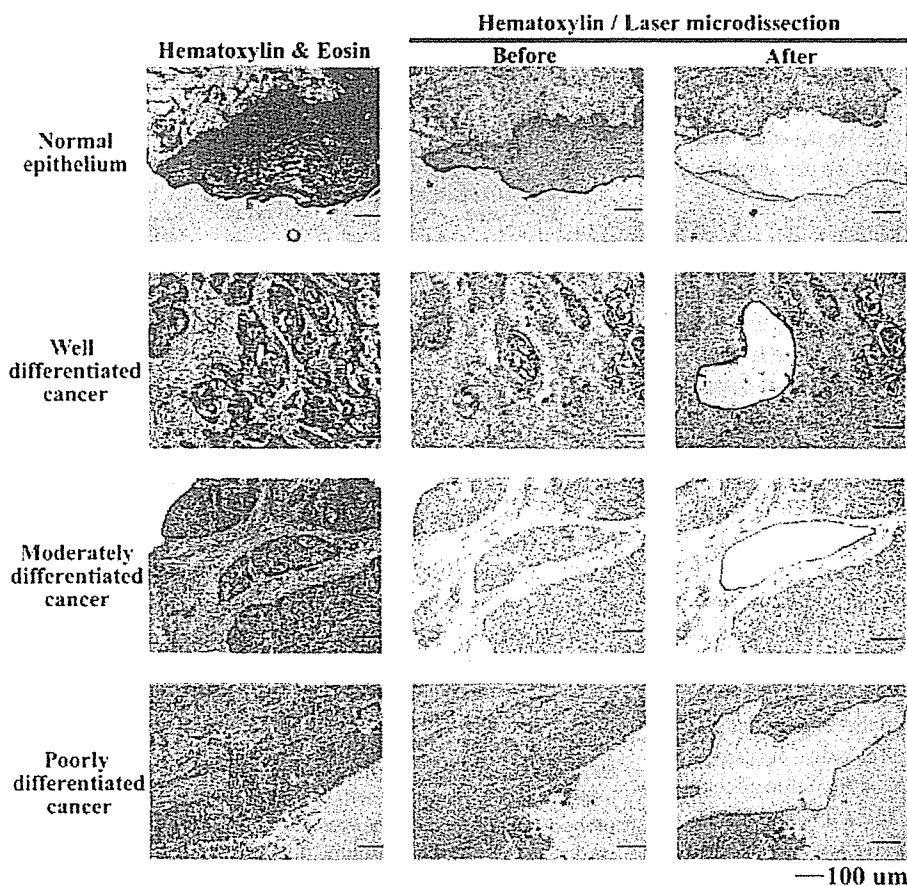 Hematoxylin / Laser microdissection
Hematoxylin & Eosin
Before
After
Normal
epithelium
Well
differentiated
cancer
Moderately
differentiated
cancer
Poorly
differentiated
cancer
100 um